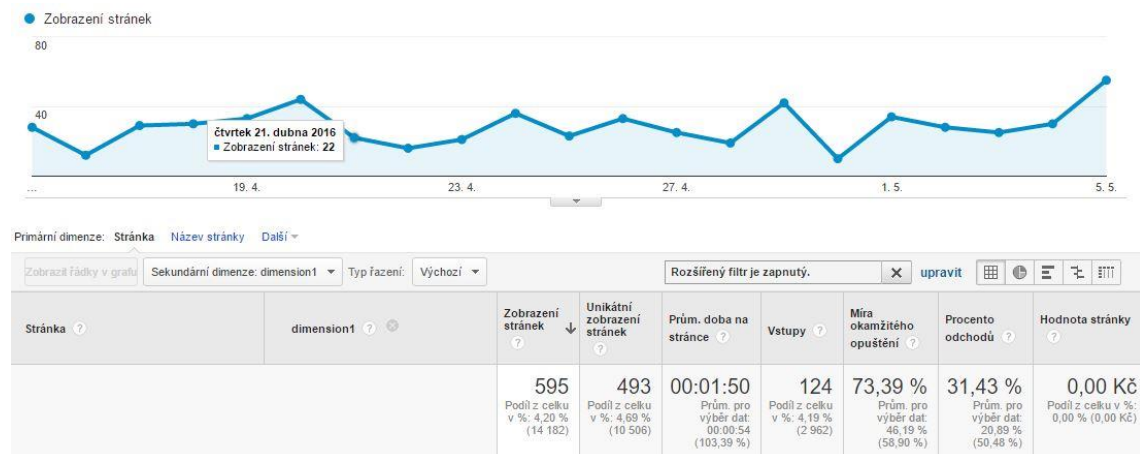 Zobrazení stránek
80
40
čtvrtek 21. dubna 2016
Zobrazení stránek: 22
... 19. 4. 23. 4. 27. 4. 1. 5. 5. 5.
Primární dimenze: Stránka Název stránky Další
Zobrazit řádky v grafu Sekundární dimenze: dimension1 Typ řazení: Výchozí Rozšířený filtr je zapnutý. upravit
Stránka ? dimension1 ? Zobrazení stránek ? Unikátní zobrazení stránek ? Prům. doba na stránce ? Vstupy ? Míra okamžitého opuštění ? Procento odchodů ? Hodnota stránky ?
595 493 00:01:50 124 73,39 % 31,43 % 0,00 Kč
Podíl z celku v %: 4,20 % (14 182) Podíl z celku v %: 4,69 % (10 506) Prům. pro výběr dat: 00:00:54 (103,39 %) Podíl z celku v %: 4,19 % (2 962) Prům. pro výběr dat: 46,19 % (58,90 %) Prům. pro výběr dat: 20,89 % (50,48 %) Podíl z celku v %: 0,00 % (0,00 Kč)